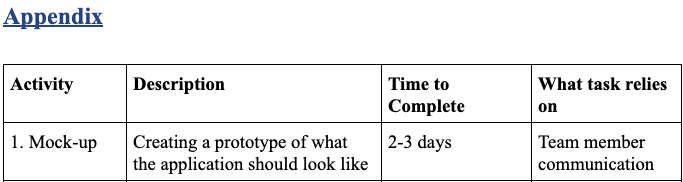 Appendix
Activity
Description
Time to
Complete
What task relies
on
1. Mock-up
Creating a prototype of what
the application should look like
2-3 days
Team member
communication